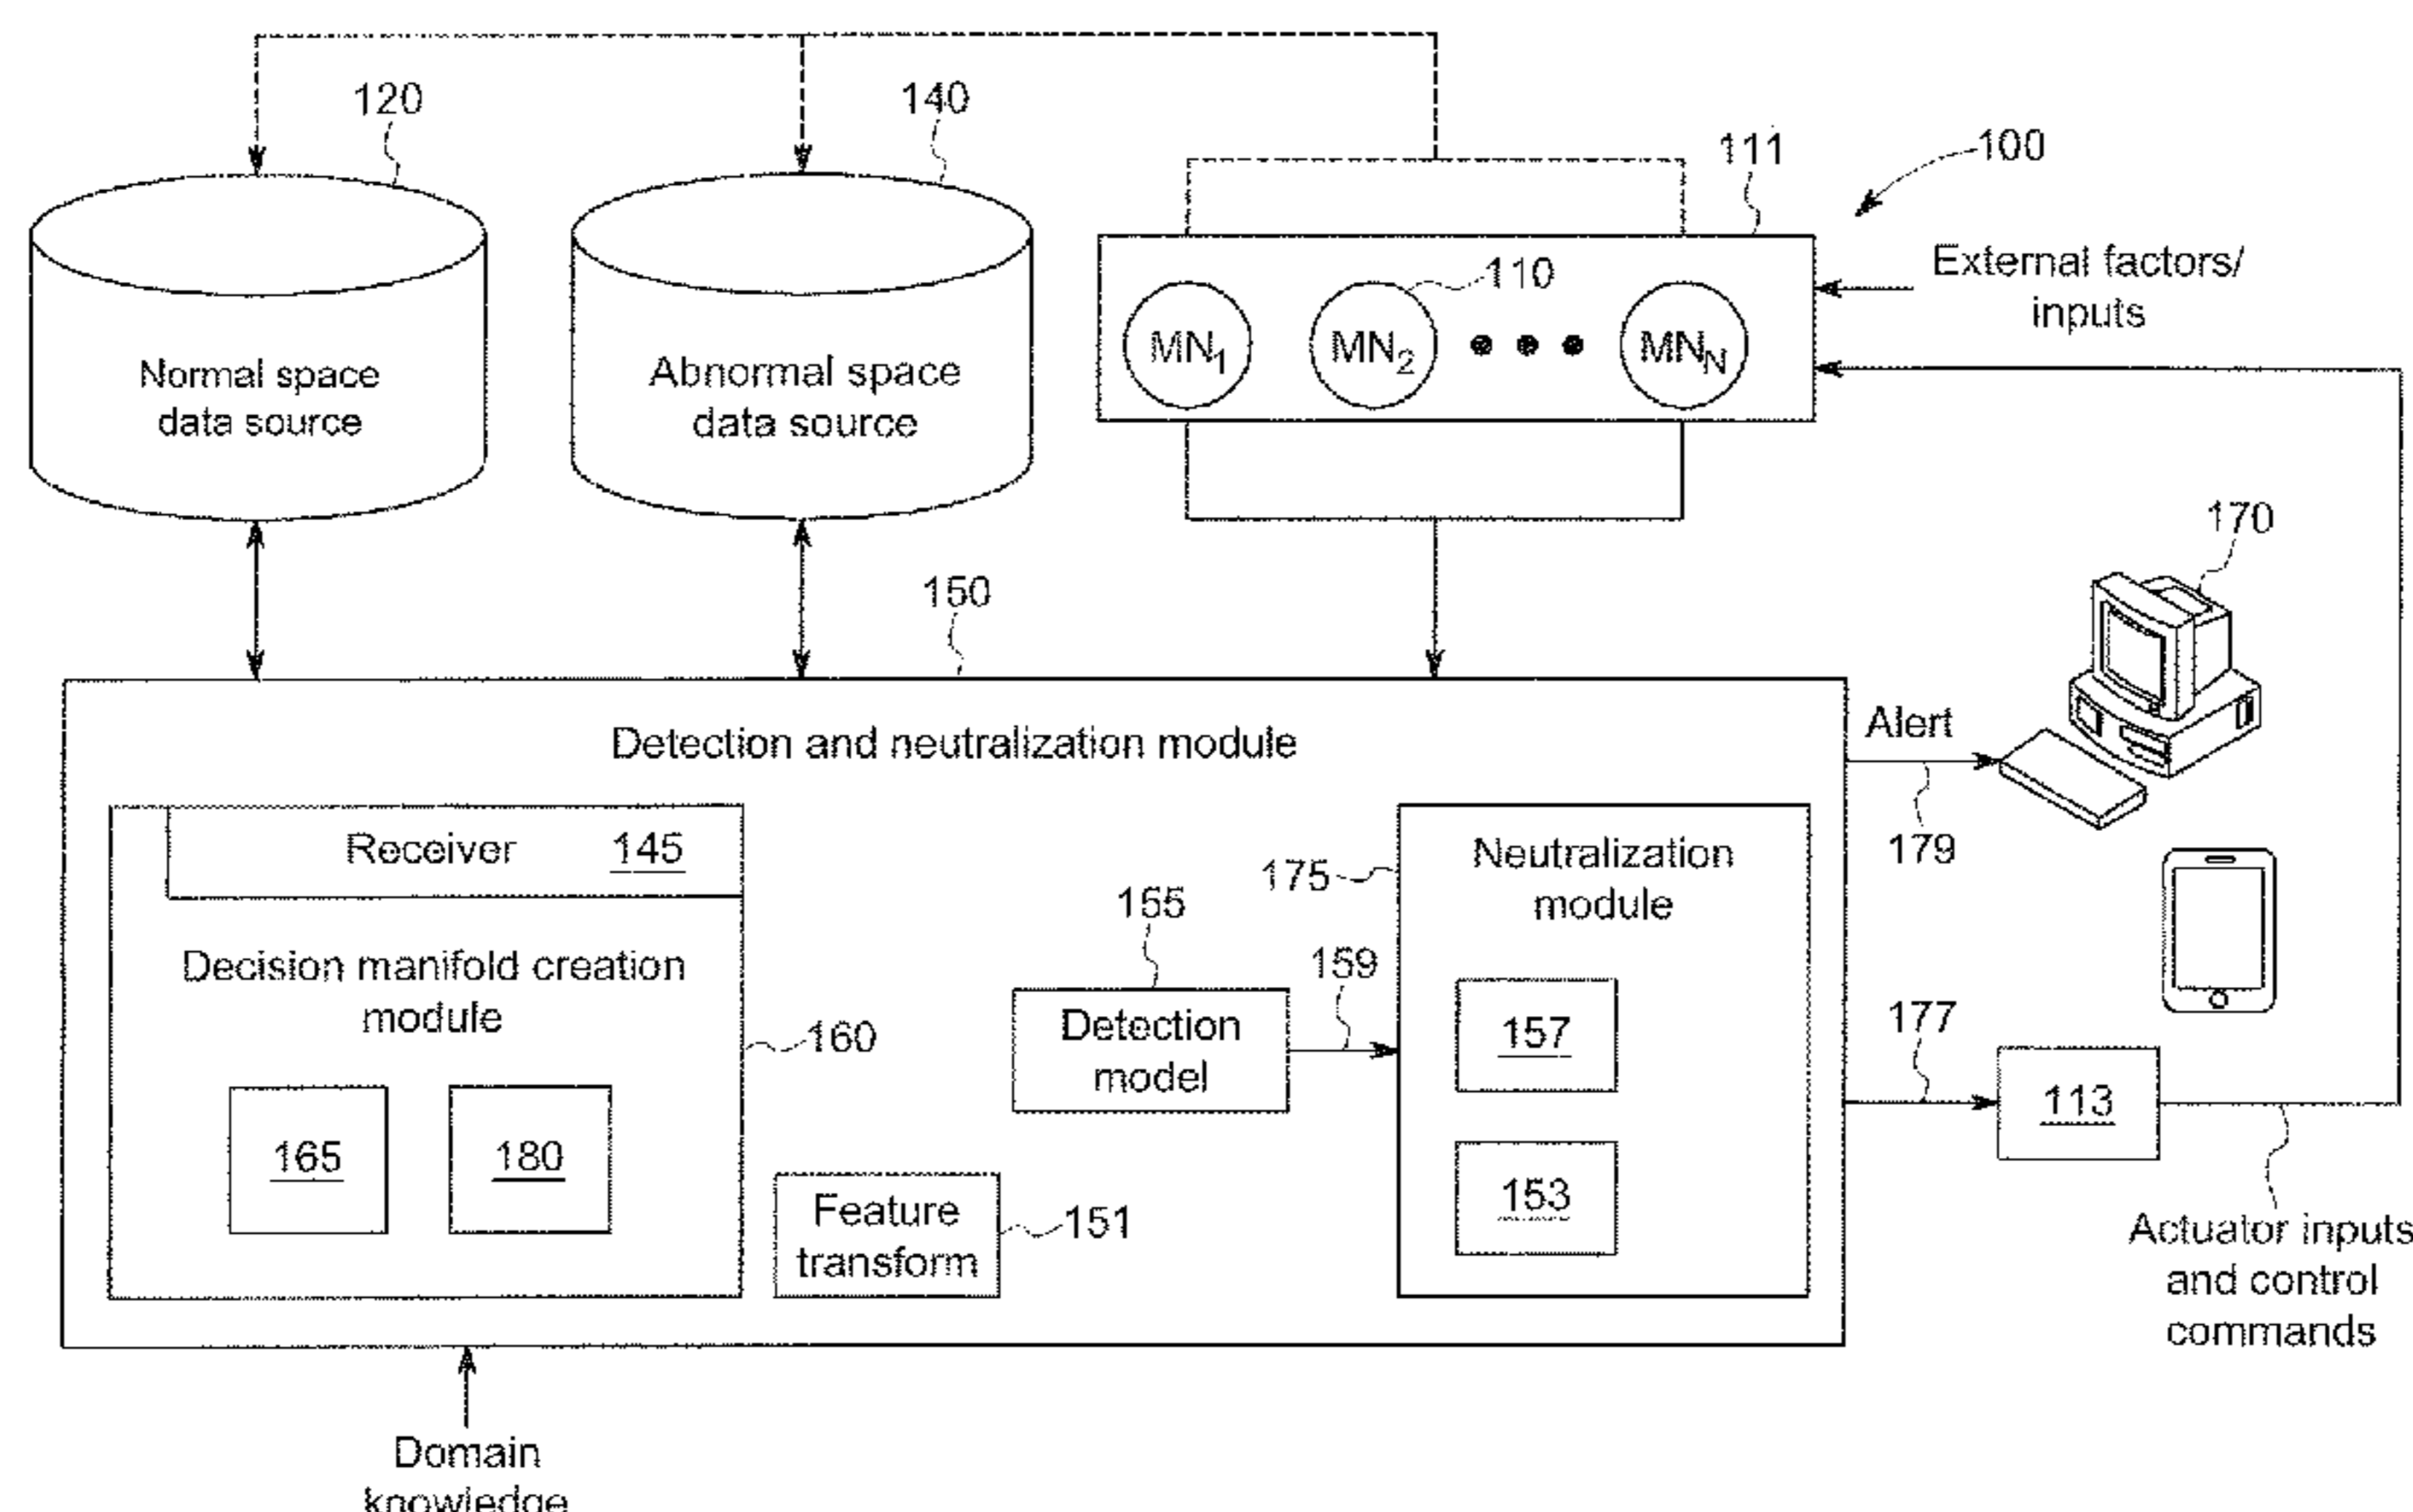 120
140
111
100
110
External factors/
inputs
MN1
MN2
MNN
Normal space
data source
Abnormal space
data source
170
150
Detection and neutralization module
Alert
179
Receiver 145
Neutralization
module
175
155
159
Decision manifold creation
module
160
Detection
model
157
177
113
165
180
153
Feature
transform
151
Actuator inputs
and control
commands
Domain
knowledge